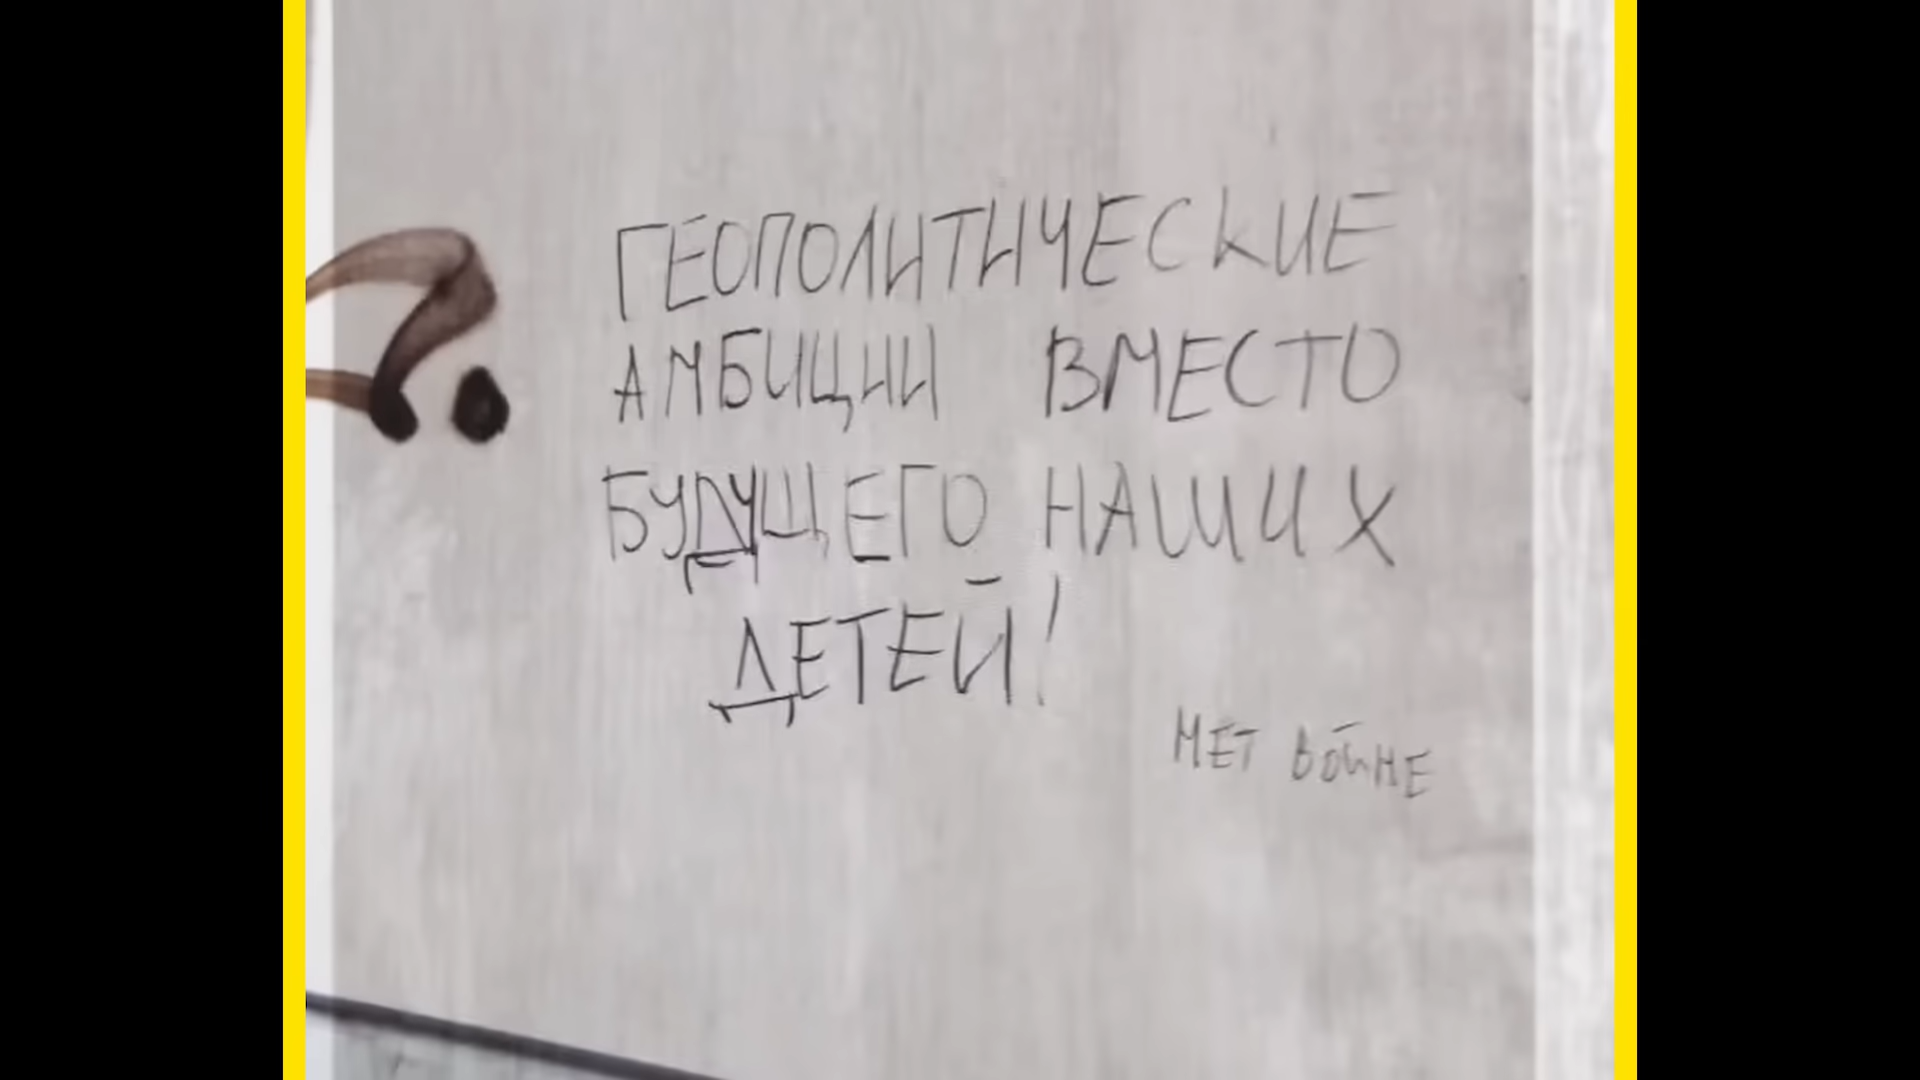 ГЕОПОЛИТИЧЕСКИЕ
АМБИЦИИ ВМЕСТО
БУДУЩЕГО НАШИХ
ДЕТЕЙ!
НЕТ ВОЙНЕ